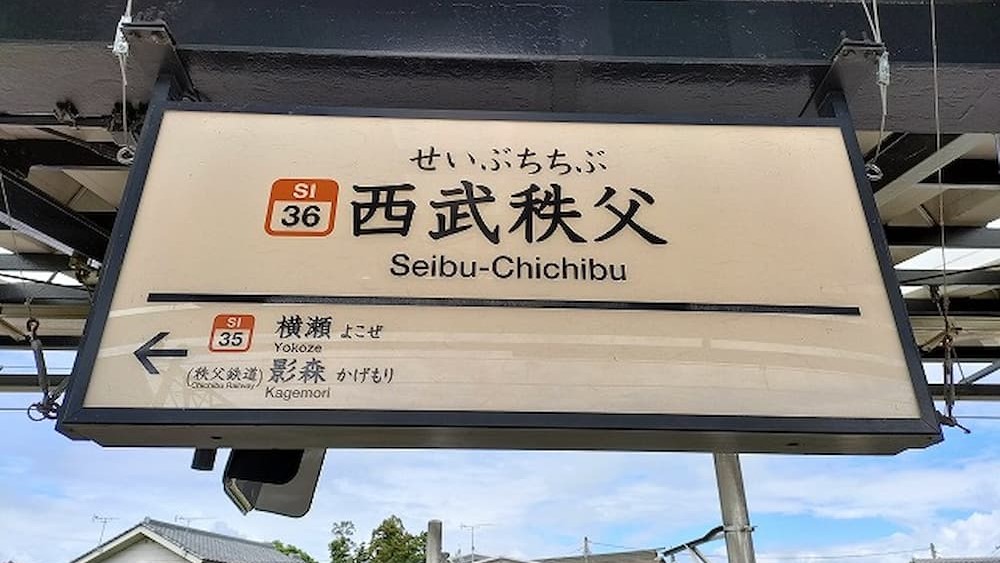 せいぶちちぶ
SI
36
西武秩父
Seibu-Chichibu
SI
35
横瀬 よこぜ
Yokoze
(秩父鉄道) 影森 かげもり
Chichibu Railway
Kagemori